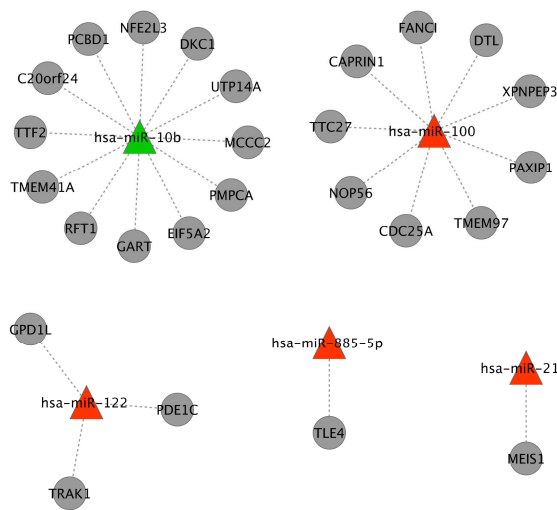 NFE2L3
PCBD1
DKC1
C20orf24
UTP14A
TTF2
hsa-miR-10b
MCCC2
TMEM41A
PMPCA
RFT1
EIF5A2
GART
FANCI
DTL
CAPRIN1
XPNPEP3
TTC27
hsa-miR-100
PAXIP1
NOP56
TMEM97
CDC25A
GPD1L
hsa-miR-122
PDE1C
TRAK1
hsa-miR-885-5p
TLE4
hsa-miR-21
MEIS1